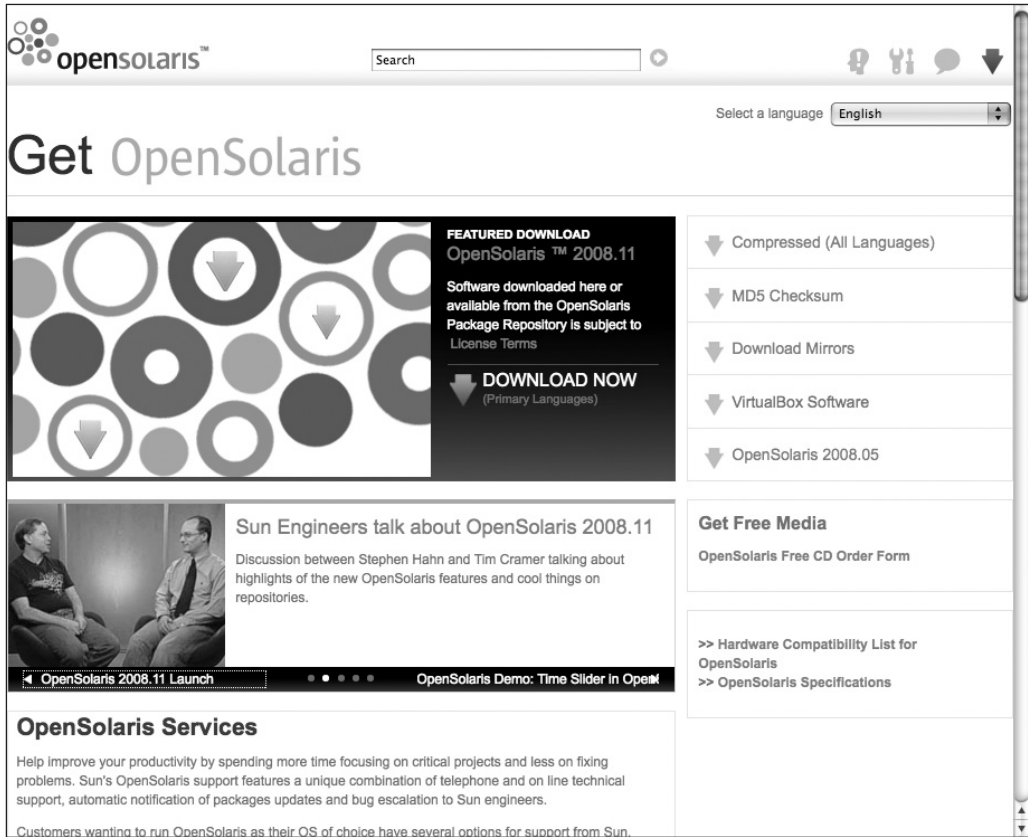 opensolaris™
Search
Select a language English
Get OpenSolaris
FEATURED DOWNLOAD
OpenSolaris ™ 2008.11
Software downloaded here or
available from the OpenSolaris
Package Repository is subject to
License Terms
DOWNLOAD NOW
(Primary Languages)
Compressed (All Languages)
MD5 Checksum
Download Mirrors
VirtualBox Software
OpenSolaris 2008.05
Sun Engineers talk about OpenSolaris 2008.11
Discussion between Stephen Hahn and Tim Cramer talking about
highlights of the new OpenSolaris features and cool things on
repositories.
OpenSolaris 2008.11 Launch
OpenSolaris Demo: Time Slider in Open
Get Free Media
OpenSolaris Free CD Order Form
>> Hardware Compatibility List for
OpenSolaris
>> OpenSolaris Specifications
OpenSolaris Services
Help improve your productivity by spending more time focusing on critical projects and less on fixing
problems. Sun's OpenSolaris support features a unique combination of telephone and on line technical
support, automatic notification of packages updates and bug escalation to Sun engineers.
Customers wanting to run OpenSolaris as their OS of choice have several options for support from Sun.